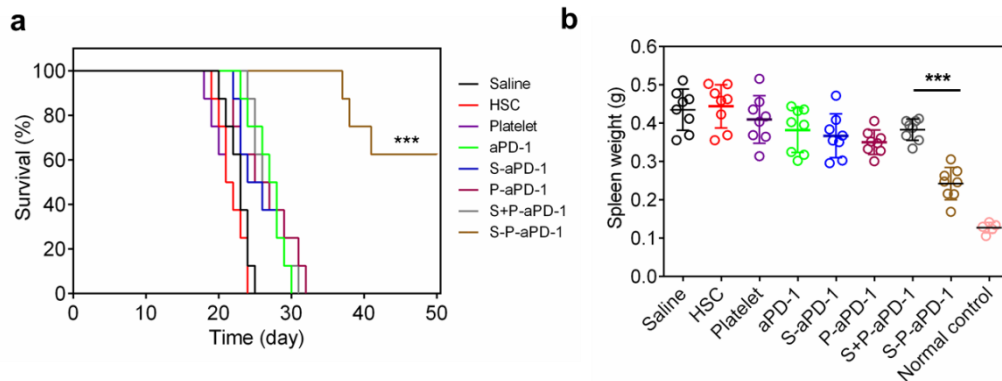 a
Survival (%)
100
80
60
40
20
0
0 10 20 30 40 50
Time (day)
***
Saline
HSC
Platelet
aPD-1
S-aPD-1
P-aPD-1
S+P-aPD-1
S-P-aPD-1
b
Spleen weight (g)
0.6
0.5
0.4
0.3
0.2
0.1
0.0
***
Saline
HSC
Platelet
aPD-1
S-aPD-1
P-aPD-1
S+P-aPD-1
S-P-aPD-1
Normal control